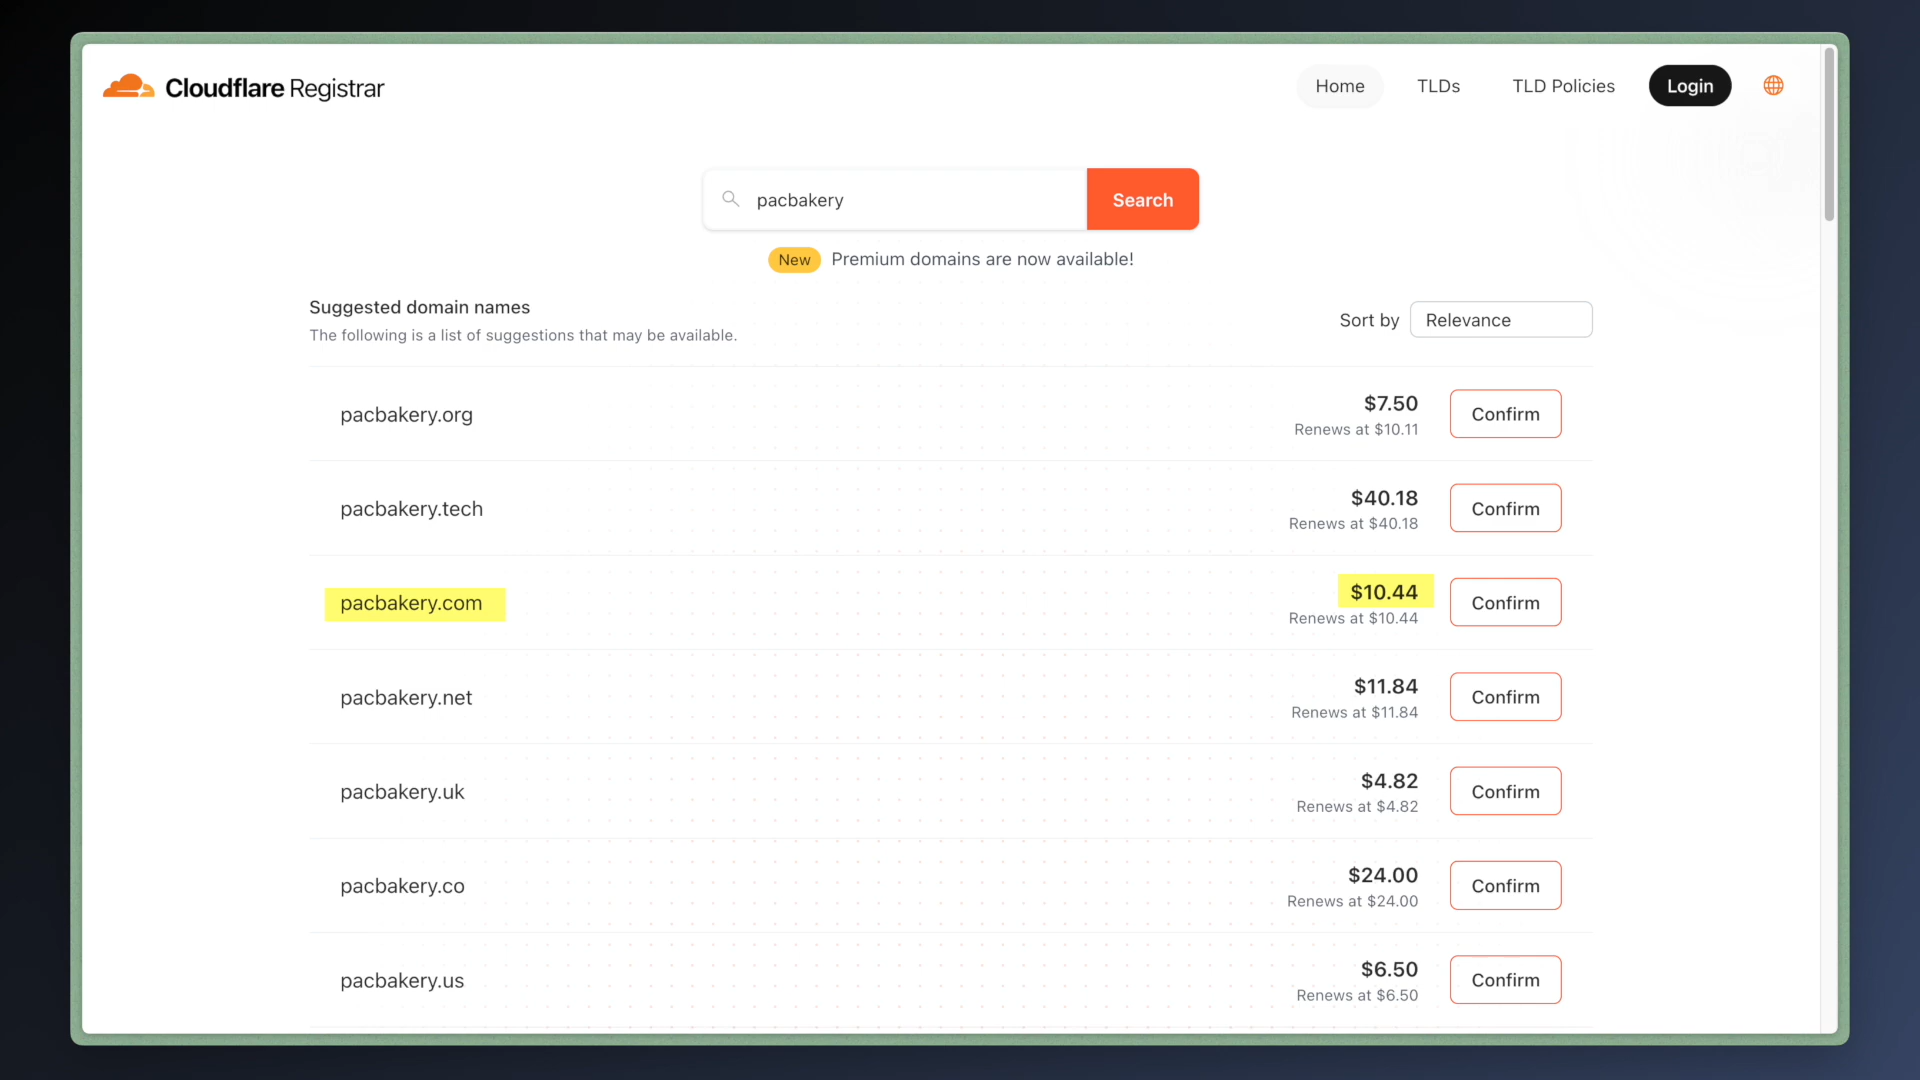 Cloudflare Registrar
Home TLDs TLD Policies Login
pacbakery Search
New Premium domains are now available!
Suggested domain names
The following is a list of suggestions that may be available.
Sort by Relevance
pacbakery.org $7.50 Confirm
Renews at $10.11
pacbakery.tech $40.18 Confirm
Renews at $40.18
pacbakery.com $10.44 Confirm
Renews at $10.44
pacbakery.net $11.84 Confirm
Renews at $11.84
pacbakery.uk $4.82 Confirm
Renews at $4.82
pacbakery.co $24.00 Confirm
Renews at $24.00
pacbakery.us $6.50 Confirm
Renews at $6.50